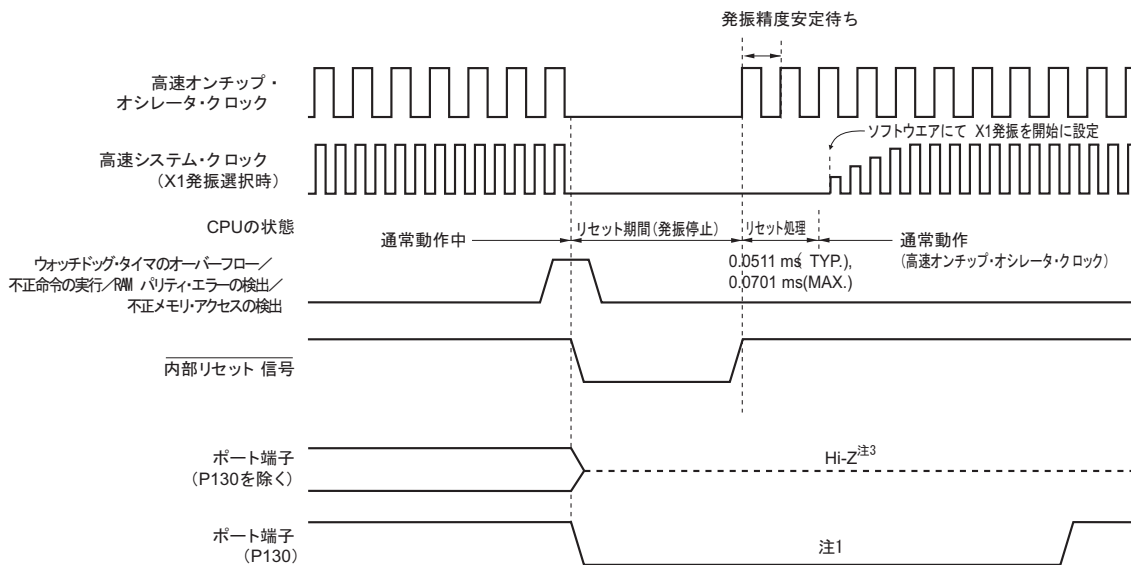 発振精度安定待ち
高速オンチップ・
オシレータ・クロック
ソフトウエアにて X1発振を開始に設定
高速システム・クロック
(X1発振選択時)
CPUの状態
通常動作中
リセット期間(発振停止)
リセット処理
通常動作
(高速オンチップ・オシレータ・クロック)
0.0511 ms( TYP.),
0.0701 ms(MAX.)
ウォッチドッグ・タイマのオーバーフロー/
不正命令の実行/RAM パリティ・エラーの検出/
不正メモリ・アクセスの検出
内部リセット 信号
ポート端子
(P130を除く)
Hi-Z注3
ポート端子
(P130)
注1